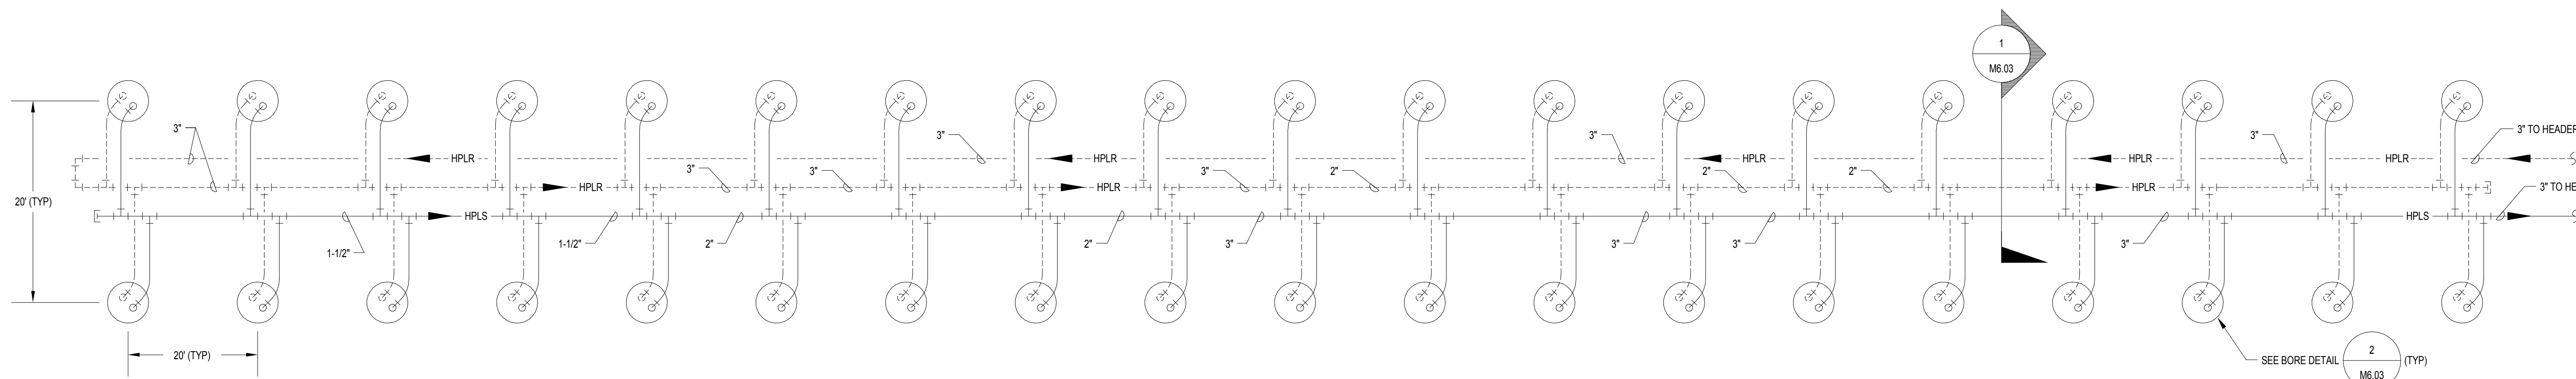 1
M6.03
3"
3"
3"
3"
3" TO HEADER
HPLR
HPLR
HPLR
HPLR
HPLR
3"
3"
3"
2"
2"
2"
HPLR
HPLR
HPLR
3" TO HE
20' (TYP)
HPLS
HPLS
1-1/2"
1-1/2"
2"
2"
3"
3"
3"
3"
20' (TYP)
SEE BORE DETAIL
2
M6.03
(TYP)